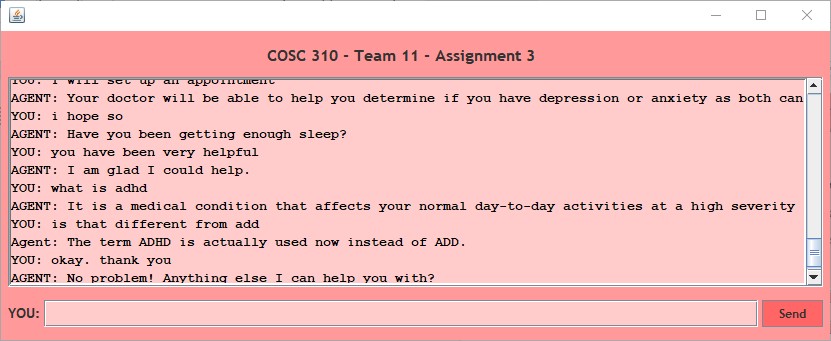 COSC 310 - Team 11 - Assignment 3
YOU: i will set up an appointment
AGENT: Your doctor will be able to help you determine if you have depression or anxiety as both can
YOU: i hope so
AGENT: Have you been getting enough sleep?
YOU: you have been very helpful
AGENT: I am glad I could help.
YOU: what is adhd
AGENT: It is a medical condition that affects your normal day-to-day activities at a high severity
YOU: is that different from add
Agent: The term ADHD is actually used now instead of ADD.
YOU: okay. thank you
AGENT: No problem! Anything else I can help you with?
YOU:
Send